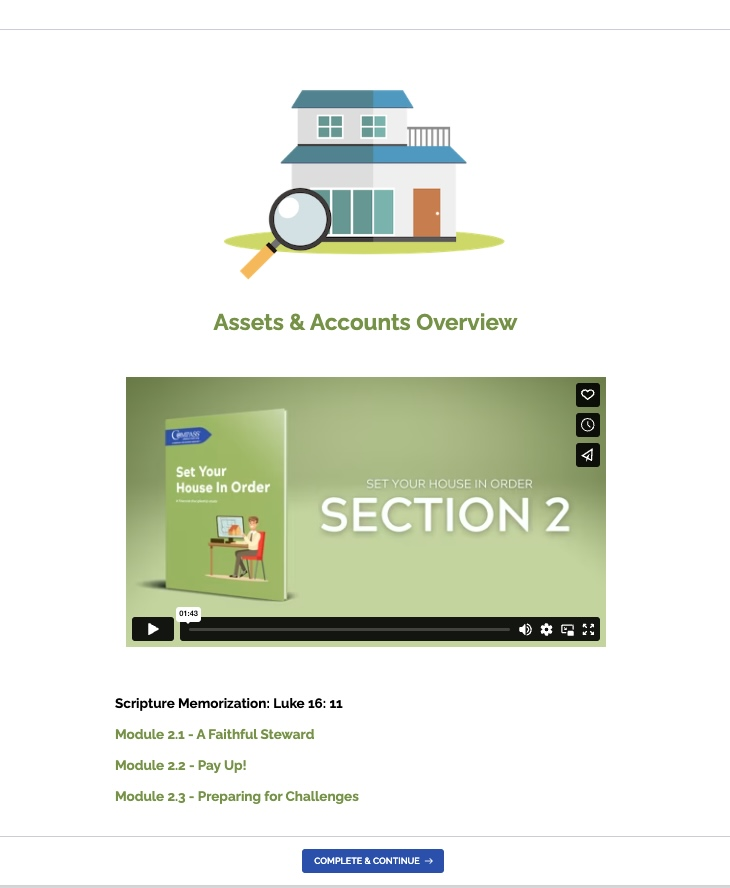 Assets & Accounts Overview
COMPASS
Set Your
House In Order
SET YOUR HOUSE IN ORDER
SECTION 2
01:43
Scripture Memorization: Luke 16: 11
Module 2.1 - A Faithful Steward
Module 2.2 - Pay Up!
Module 2.3 - Preparing for Challenges
COMPLETE & CONTINUE →